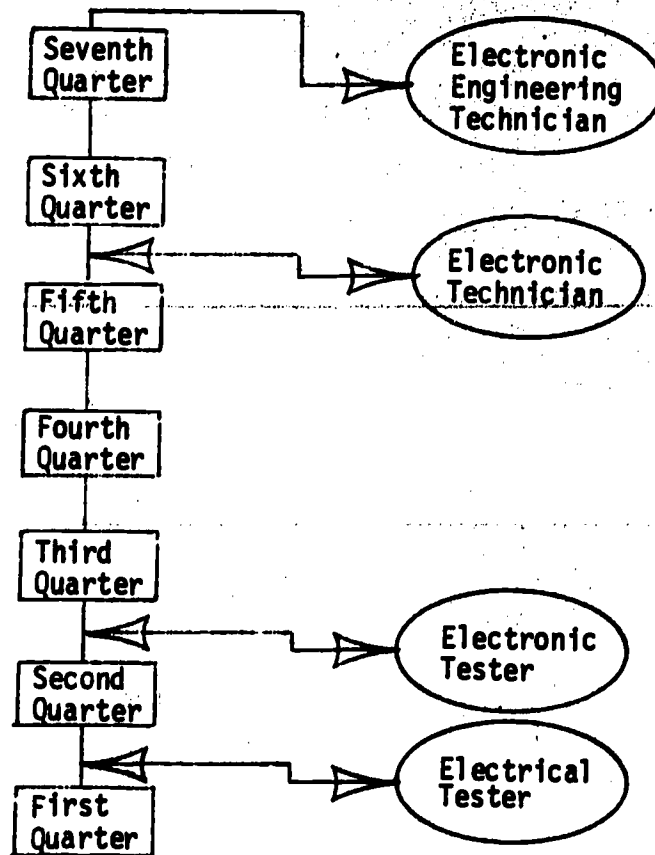 Seventh
Quarter
Electronic
Engineering
Technician
Sixth
Quarter
Electronic
Technician
Fifth
Quarter
Fourth
Quarter
Third
Quarter
Electronic
Tester
Second
Quarter
Electrical
Tester
First
Quarter